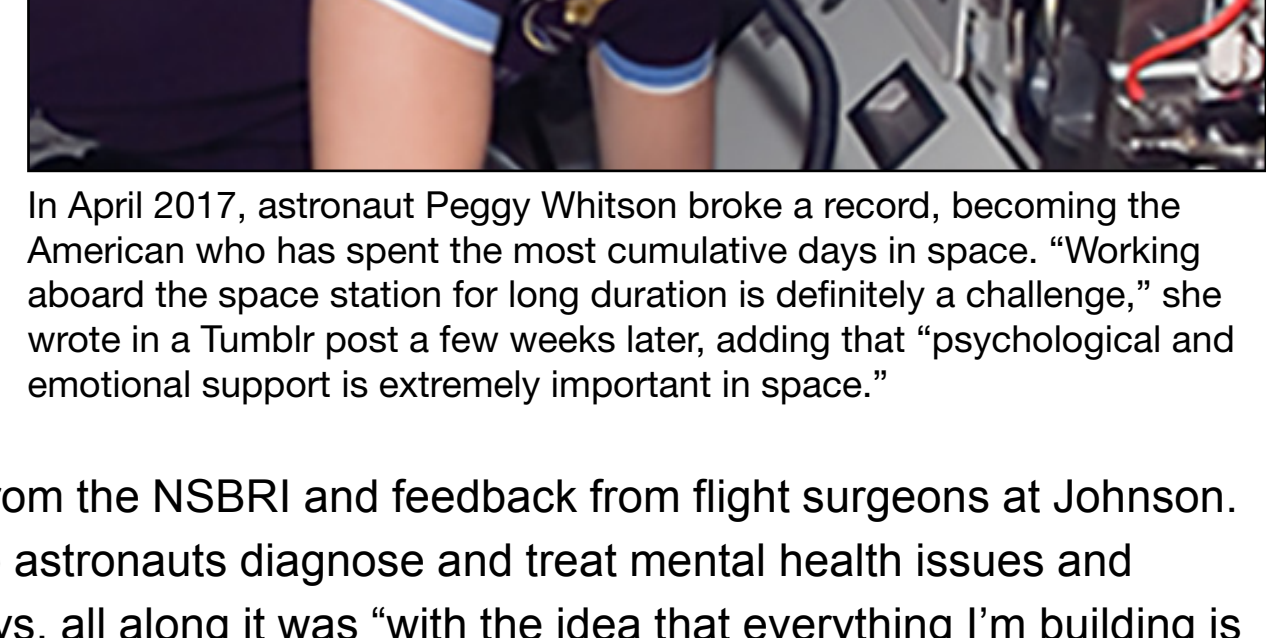 In April 2017, astronaut Peggy Whitson broke a record, becoming the
American who has spent the most cumulative days in space. “Working
aboard the space station for long duration is definitely a challenge,” she
wrote in a Tumblr post a few weeks later, adding that “psychological and
emotional support is extremely important in space.”
the NSBRI and feedback from flight surgeons at Johnson.
astronauts diagnose and treat mental health issues and
all along it was “with the idea that everything I’m building is